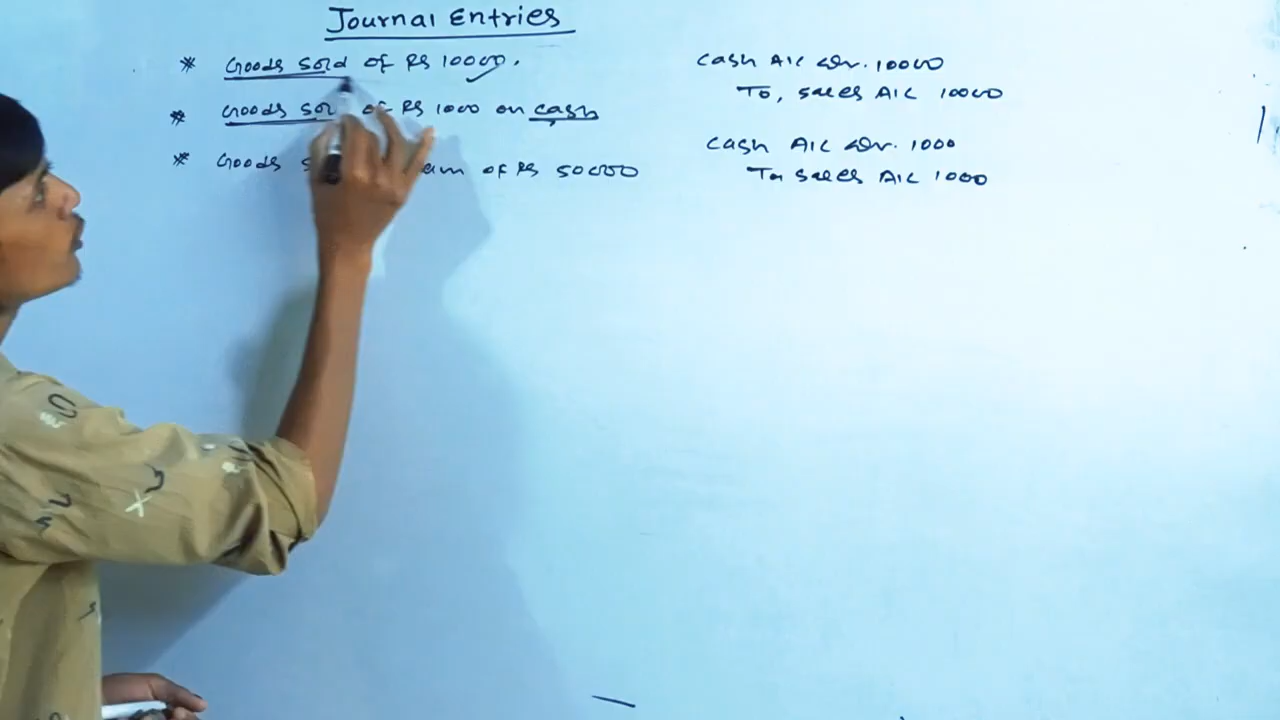 Journal Entries
* Goods sold of Rs 10000.
Cash A/c Dr. 10000
To, sales A/c 10000
* Goods sol of Rs 1000 on cash
Cash A/c Dr. 1000
To sales A/c 1000
* Goods of Rs 50000